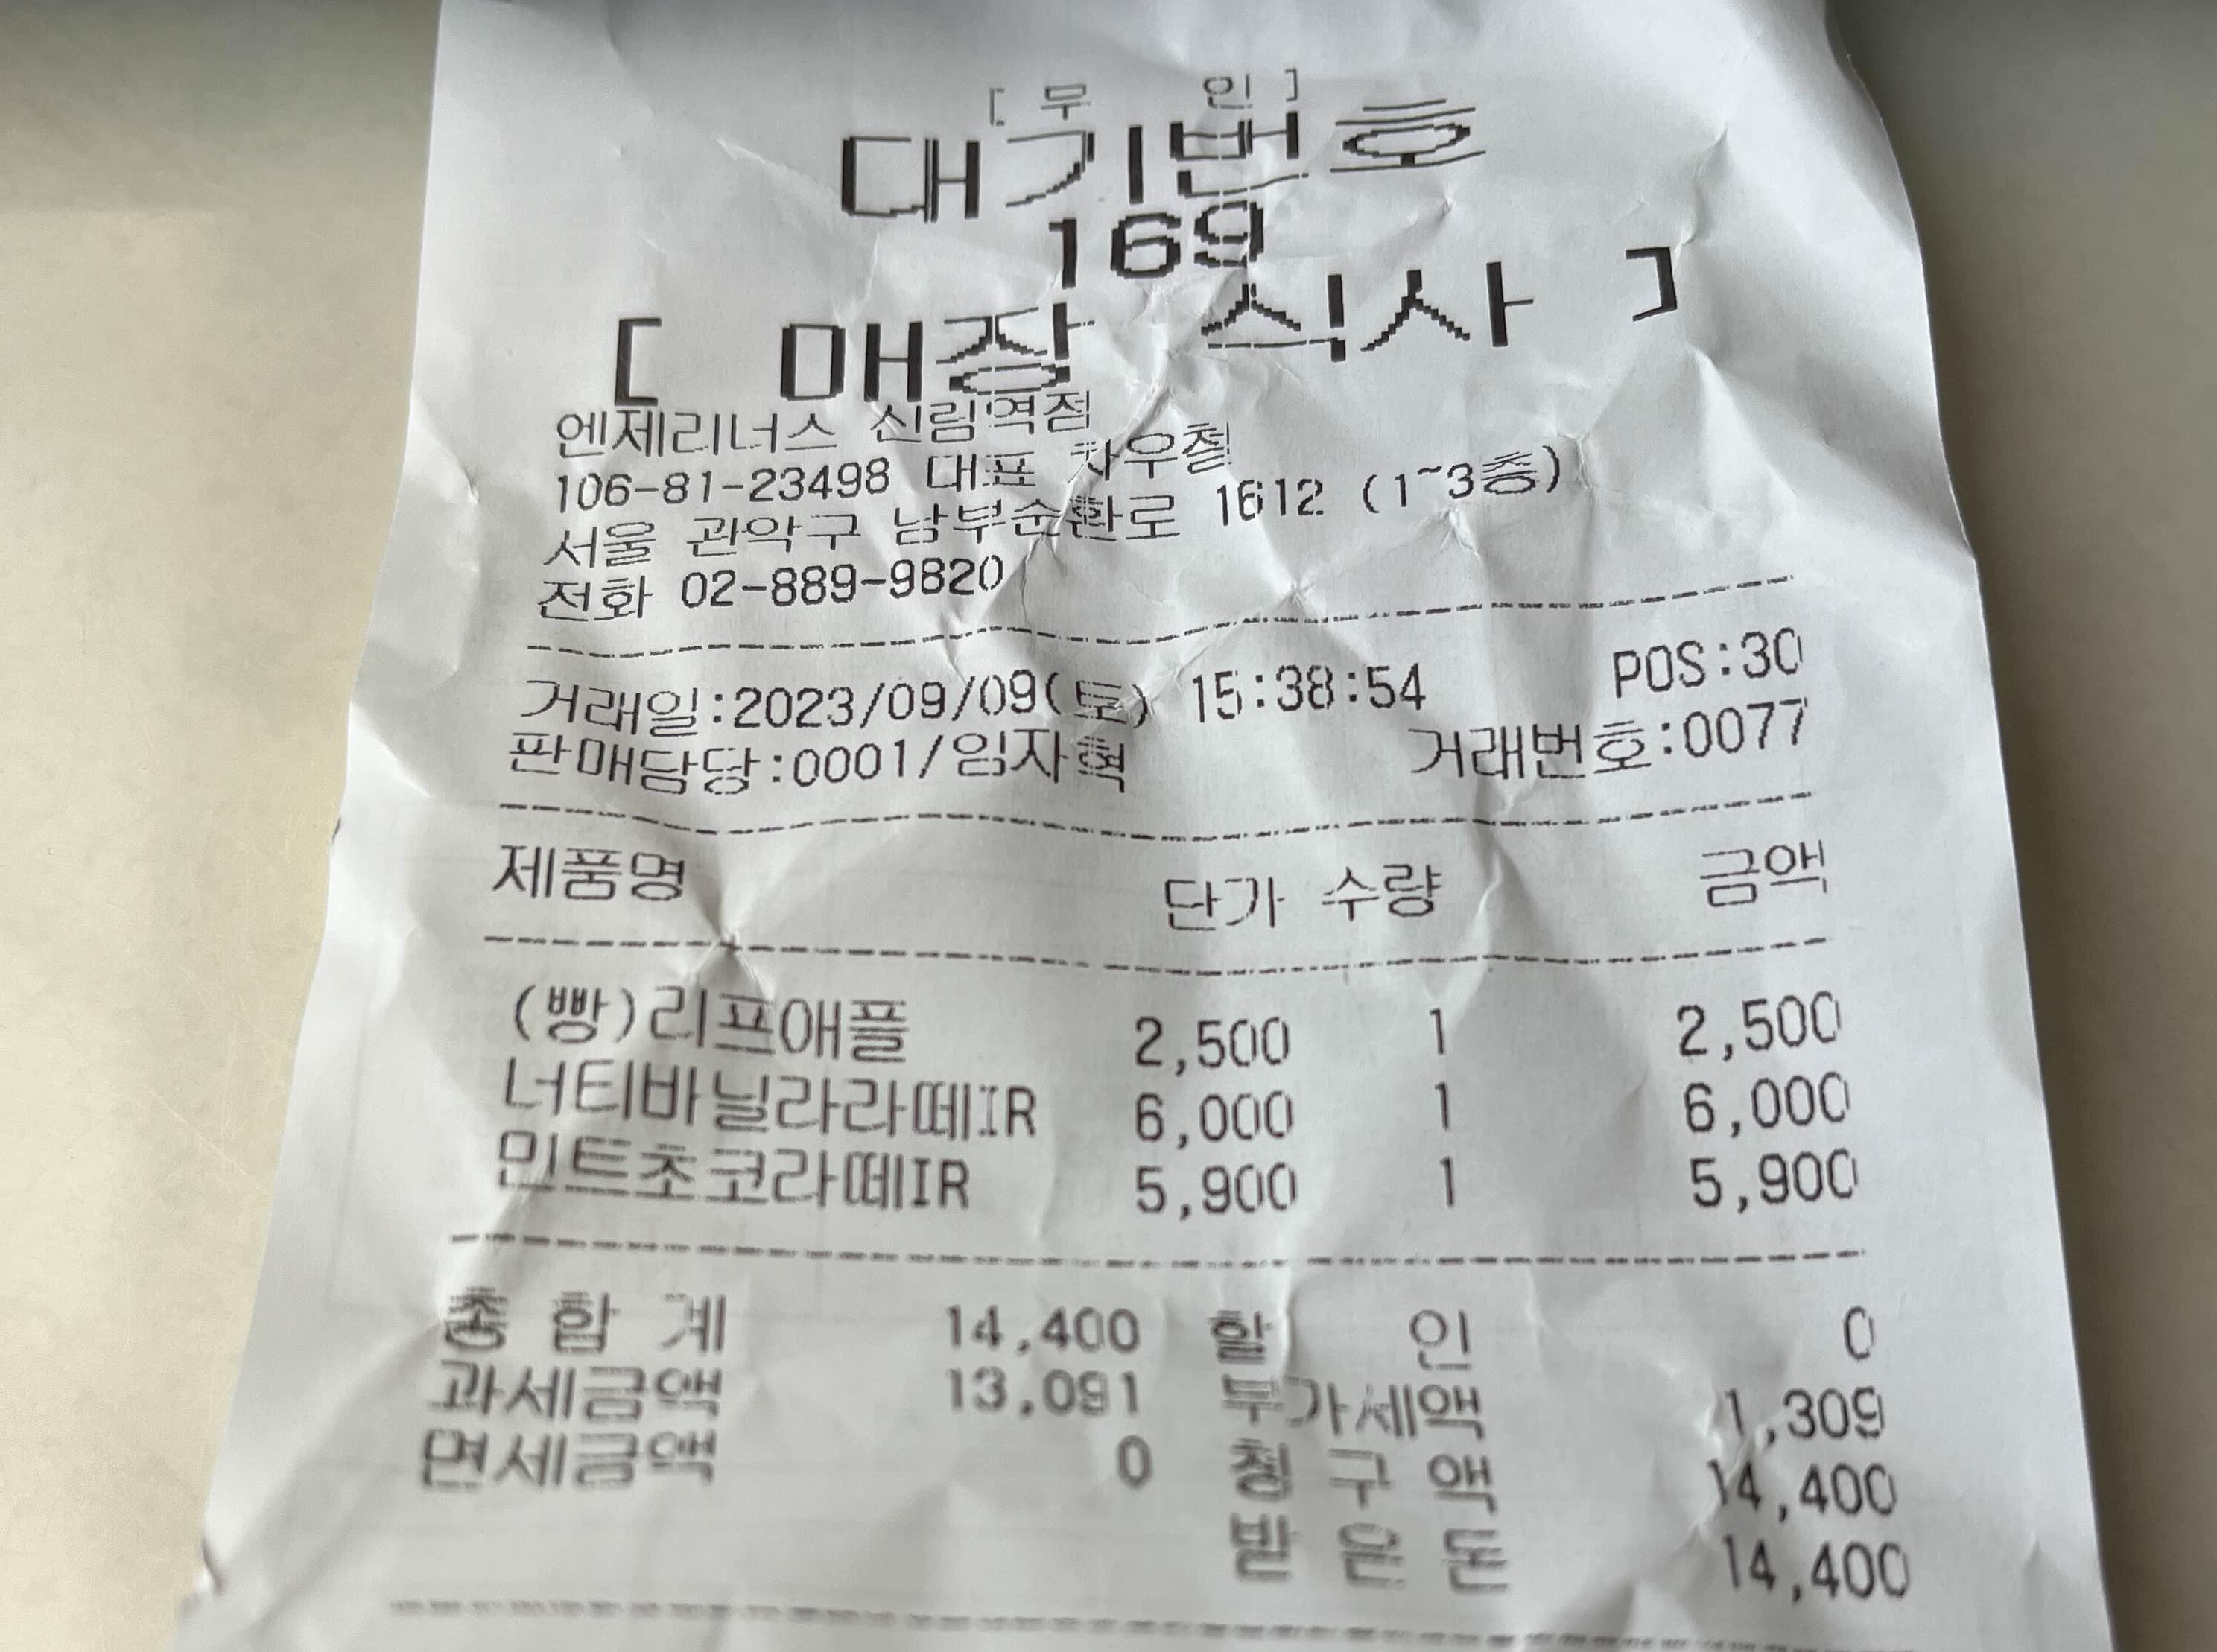 [ 무 인 ]
대기번호
169
[ 매장 식사 ]
엔제리너스 신림역점
106-81-23498 대표 차우철
서울 관악구 남부순환로 1612 (1~3층)
전화 02-889-9820
거래일:2023/09/09(토) 15:38:54 POS:30
판매담당:0001/임자혁 거래번호:0077
제품명 단가 수량 금액
(빵)리프애플 2,500 1 2,500
너티바닐라라떼IR 6,000 1 6,000
민트초코라떼IR 5,900 1 5,900
총 합 계 14,400 할 인 0
과세금액 13,091 부가세액 1,309
면세금액 0 청 구 액 14,400
받 은 돈 14,400